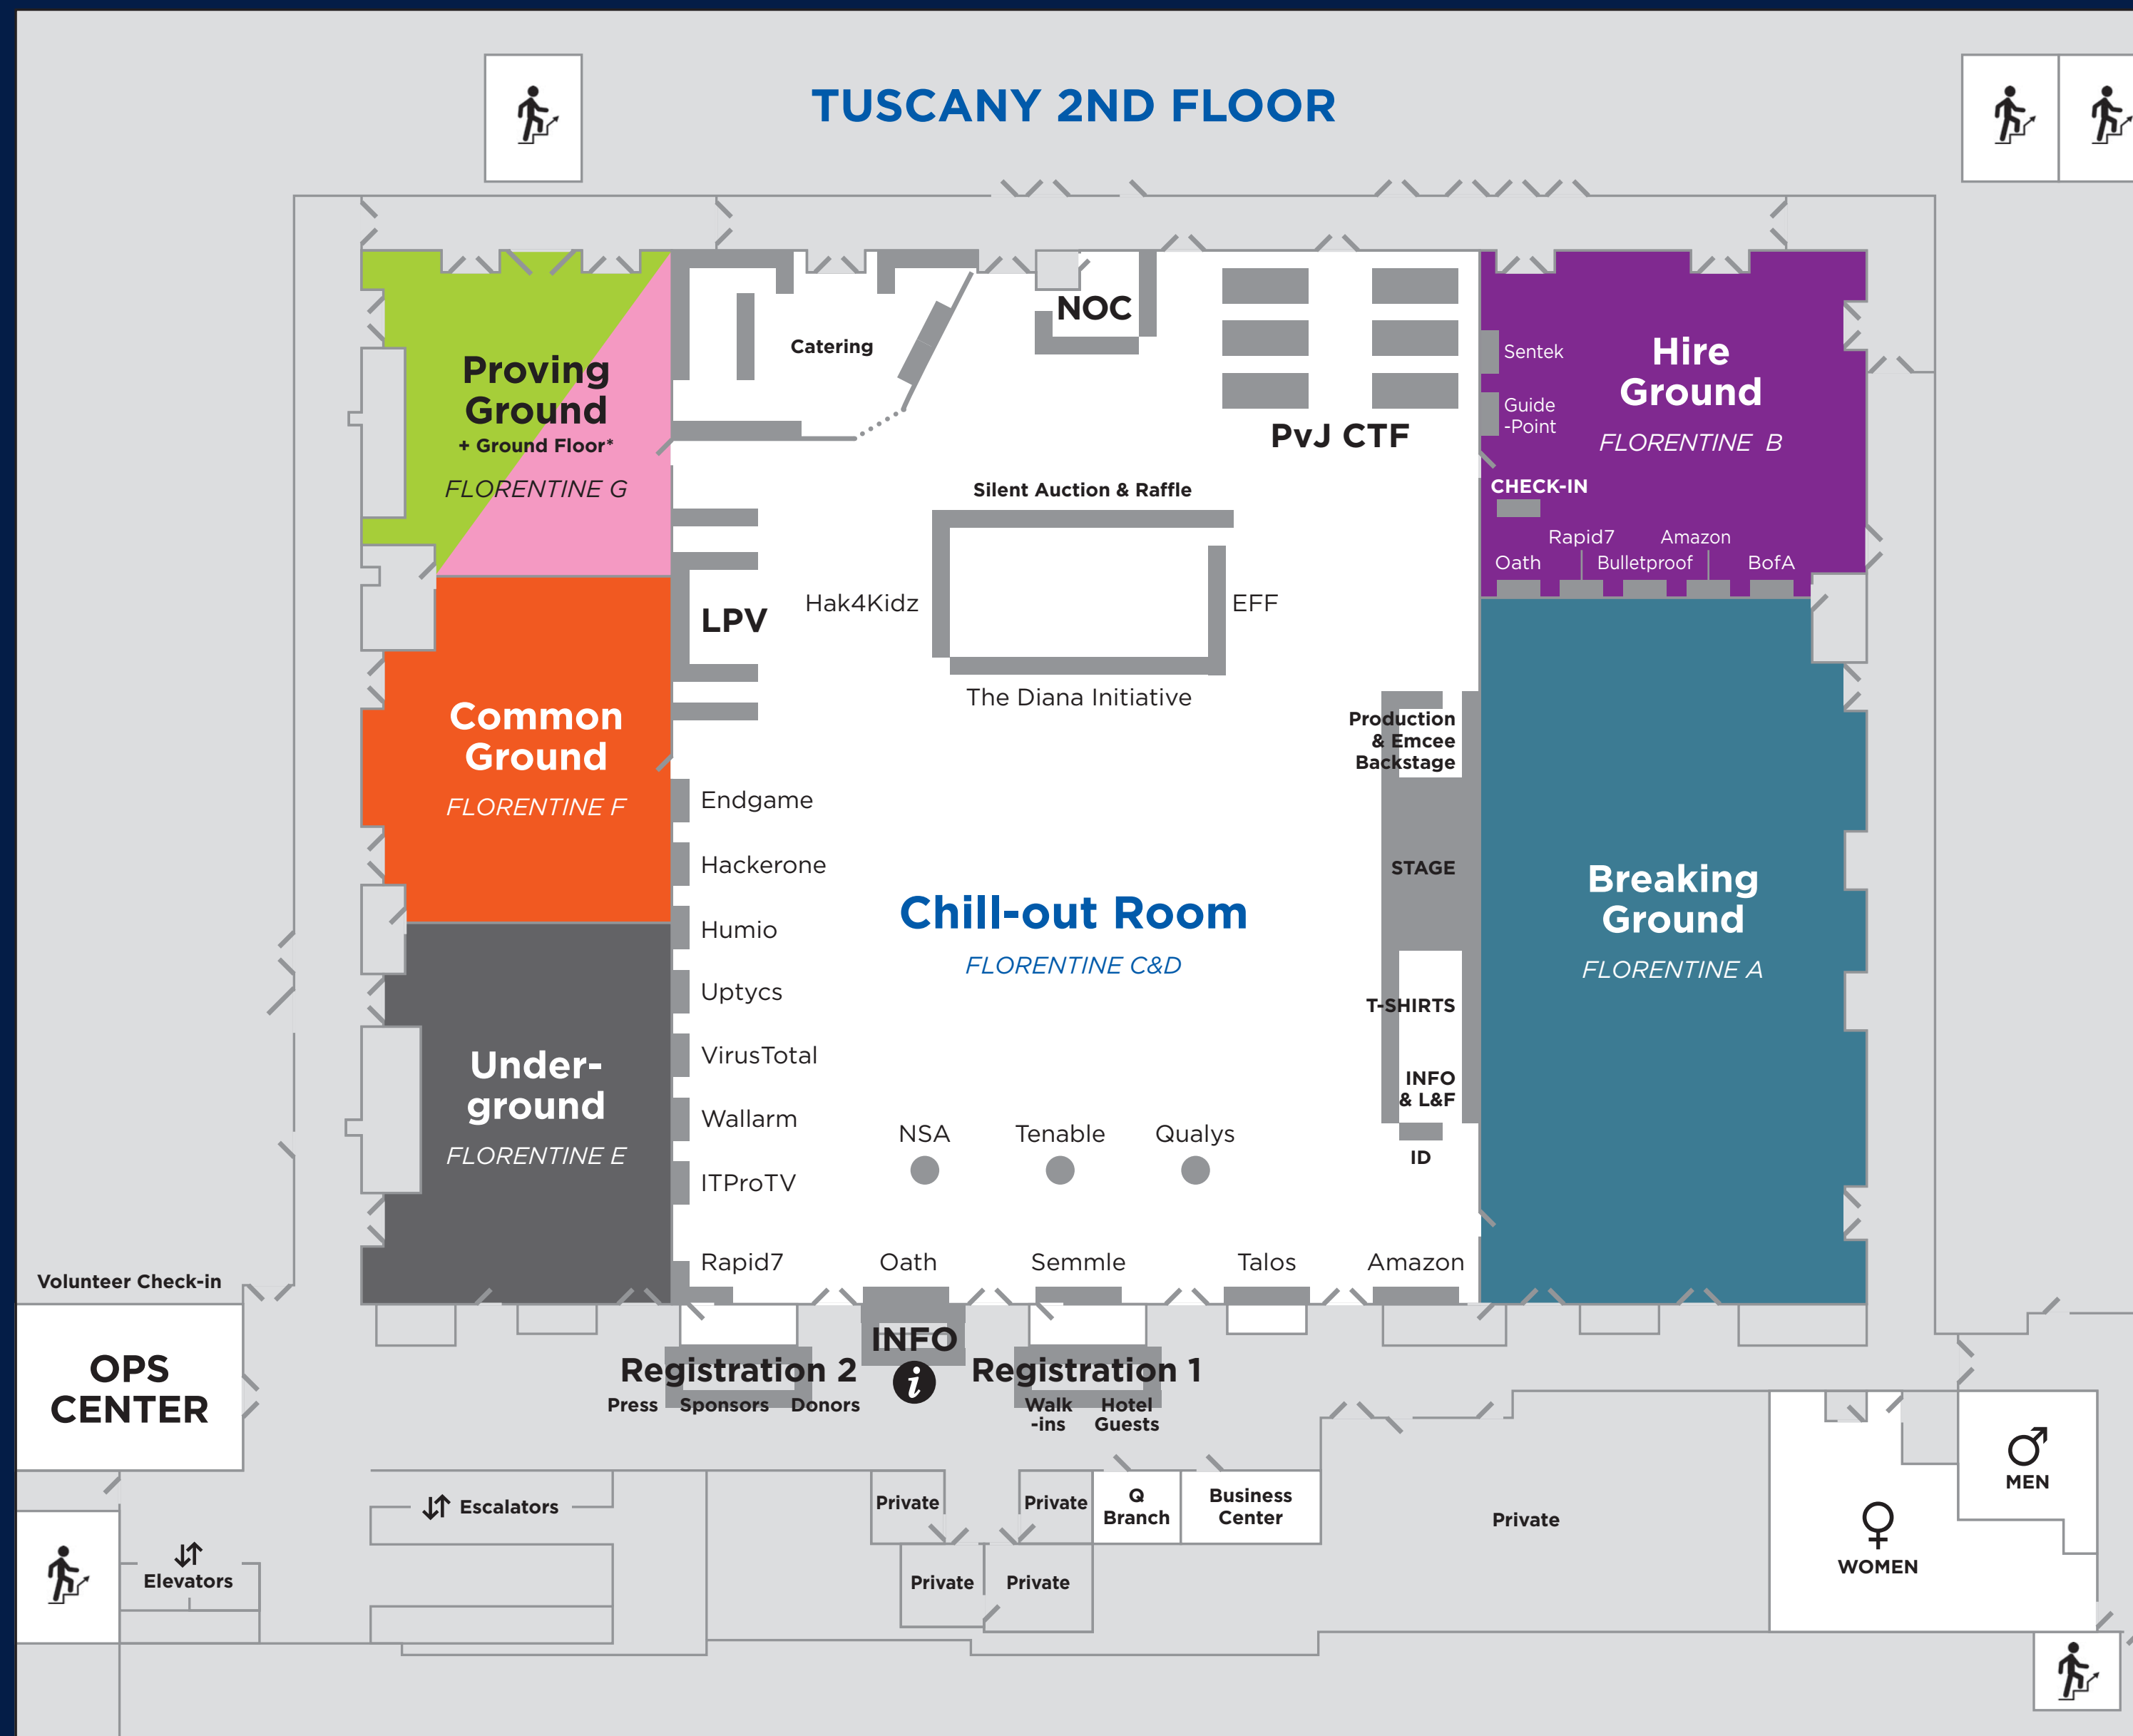 TUSCANY 2ND FLOOR
Proving
Ground
+ Ground Floor*
FLORENTINE G
Catering
NOC
PvJ CTF
Sentek
Guide
-Point
Hire
Ground
FLORENTINE B
CHECK-IN
Rapid7
Amazon
Oath
Bulletproof
BofA
Silent Auction & Raffle
Hak4Kidz
EFF
The Diana Initiative
LPV
Common
Ground
FLORENTINE F
Production
& Emcee
Backstage
STAGE
T-SHIRTS
INFO
& L&F
ID
Breaking
Ground
FLORENTINE A
Endgame
Hackerone
Humio
Uptycs
VirusTotal
Wallarm
ITProTV
Chill-out Room
FLORENTINE C&D
Under-
ground
FLORENTINE E
NSA
Tenable
Qualys
Rapid7
Oath
Semmle
Talos
Amazon
Volunteer Check-in
OPS
CENTER
INFO
i
Registration 2
Press
Sponsors
Donors
Registration 1
Walk
-ins
Hotel
Guests
Escalators
Elevators
Private
Private
Private
Private
Q
Branch
Business
Center
Private
WOMEN
MEN